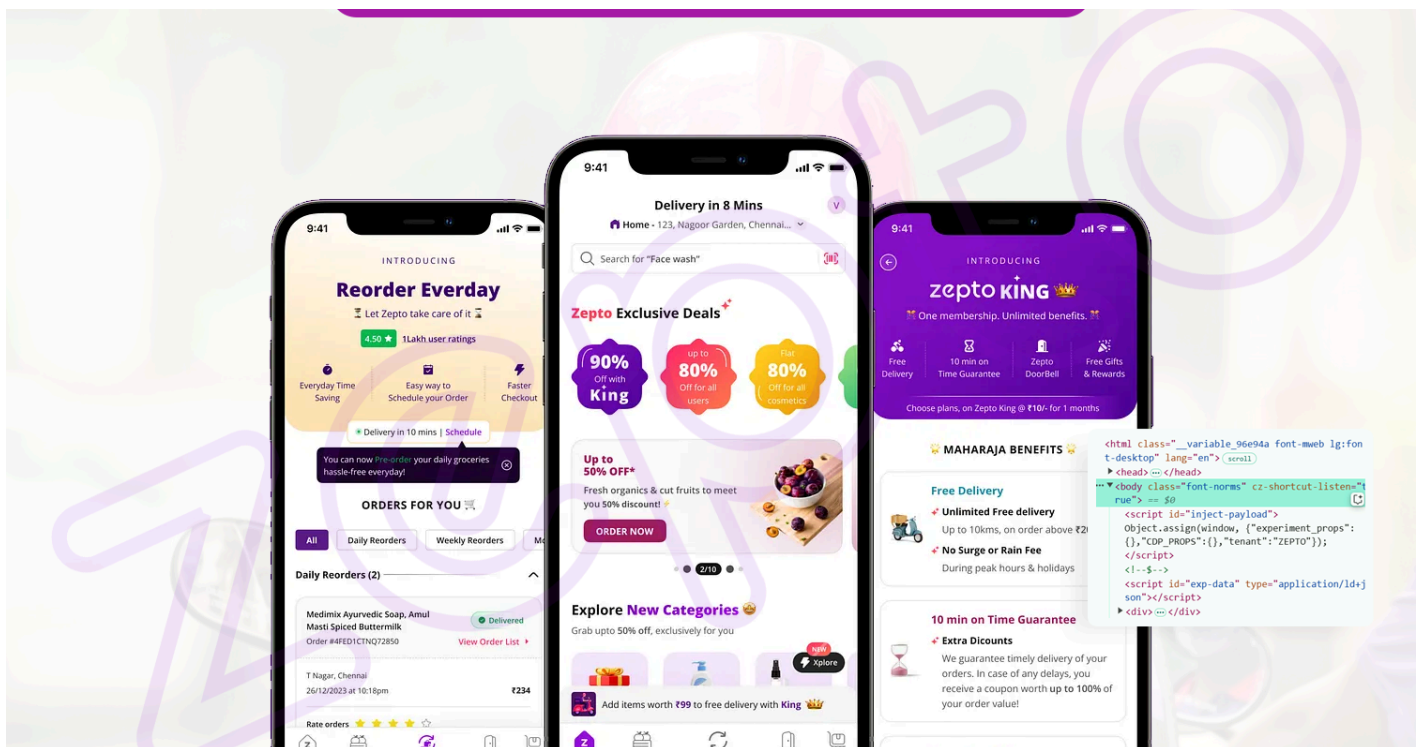 9:41
INTRODUCING
Reorder Everday
⏳ Let Zepto take care of it ⏳
4.50 ★ 1Lakh user ratings
Everyday Time
Saving
Easy way to
Schedule your Order
Faster
Checkout
Delivery in 10 mins | Schedule
You can now Pre-order your daily groceries
hassle-free everyday!
ORDERS FOR YOU 🛒
All
Daily Reorders
Weekly Reorders
Daily Reorders (2)
Medimix Ayurvedic Soap, Amul
Masti Spiced Buttermilk
Delivered
Order #4FED1CTNQ72850
View Order List
T Nagar, Chennai
26/12/2023 at 10:18pm
₹234
Rate orders ★ ★ ★ ★ ☆
9:41
Delivery in 8 Mins
V
Home - 123, Nagoor Garden, Chennai...
Search for "Face wash"
Zepto Exclusive Deals
90%
Off with
King
up to
80%
Off for all
users
Flat
80%
Off for all
cosmetics
Up to
50% OFF*
Fresh organics & cut fruits to meet
you 50% discount! ⚡
ORDER NOW
2/10
Explore New Categories 🤩
Grab upto 50% off, exclusively for you
NEW
Xplore
Add items worth ₹99 to free delivery with King 👑
Z
9:41
INTRODUCING
zepto KING 👑
One membership. Unlimited benefits.
Free
Delivery
10 min on
Time Guarantee
Zepto
DoorBell
Free Gifts
& Rewards
Choose plans, on Zepto King @ ₹10/- for 1 months
MAHARAJA BENEFITS
Free Delivery
Unlimited Free delivery
Up to 10kms, on order above
No Surge or Rain Fee
During peak hours & holidays
10 min on Time Guarantee
Extra Dicounts
We guarantee timely delivery of your
orders. In case of any delays, you
receive a coupon worth up to 100% of
your order value!
<html class="__variable_96e94a font-mweb lg:fon
t-desktop" lang="en"> scroll
<head> ⋯ </head>
⋯ <body class="font-norms" cz-shortcut-listen="t
rue"> == $0
<script id="inject-payload">
Object.assign(window, {"experiment_props":
{},"CDP_PROPS":{},"tenant":"ZEPTO"});
</script>
<!--$-->
<script id="exp-data" type="application/ld+j
son"></script>
<div> ⋯ </div>
zepto